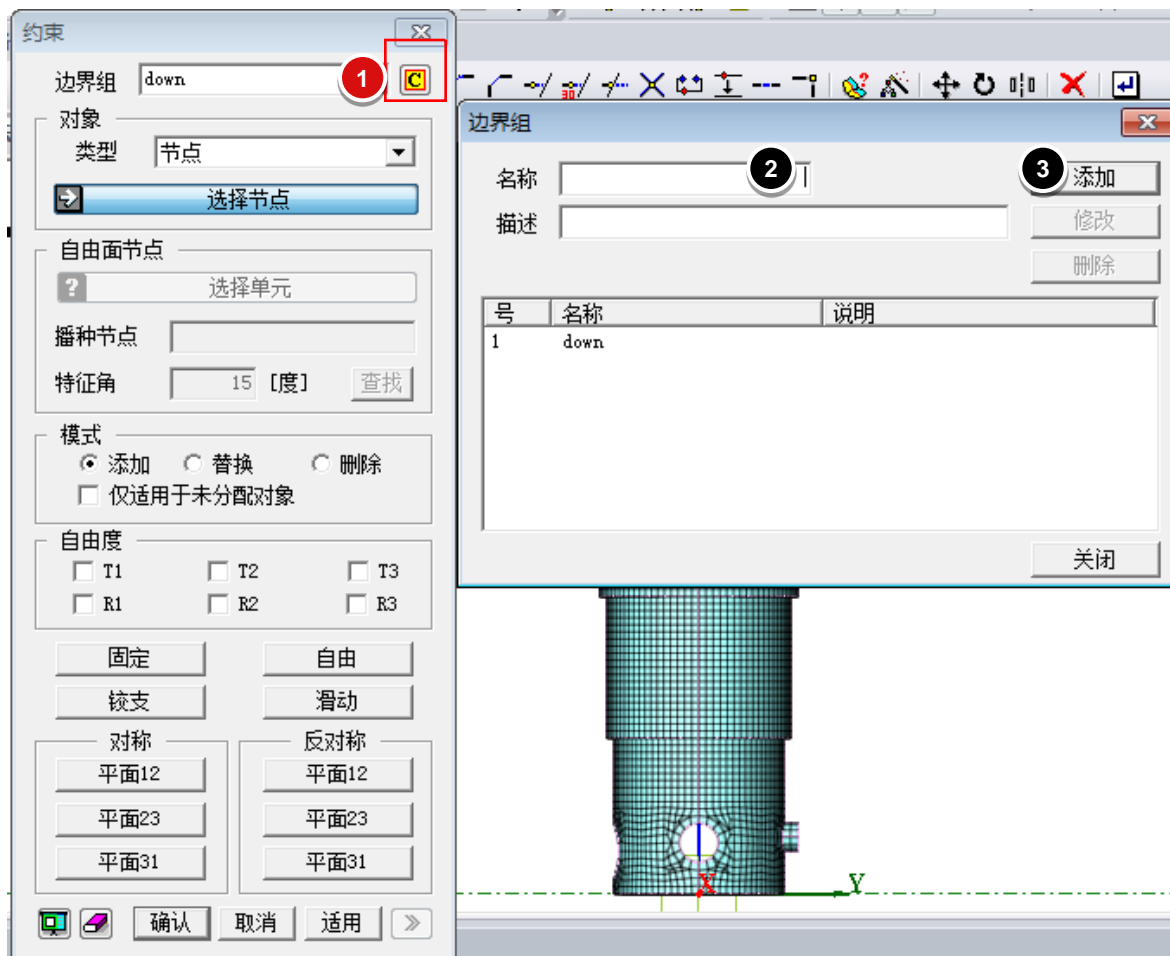 约束
边界组 down 1 C
对象
类型 节点
选择节点
自由面节点
? 选择单元
播种节点
特征角 15 [度] 查找
模式
添加 替换 删除
仅适用于未分配对象
自由度
T1 T2 T3
R1 R2 R3
固定 自由
铰支 滑动
对称 反对称
平面12 平面12
平面23 平面23
平面31 平面31
确认 取消 适用
边界组
名称 2 3 添加
描述 修改
删除
号 名称 说明
1 down
关闭
X Y